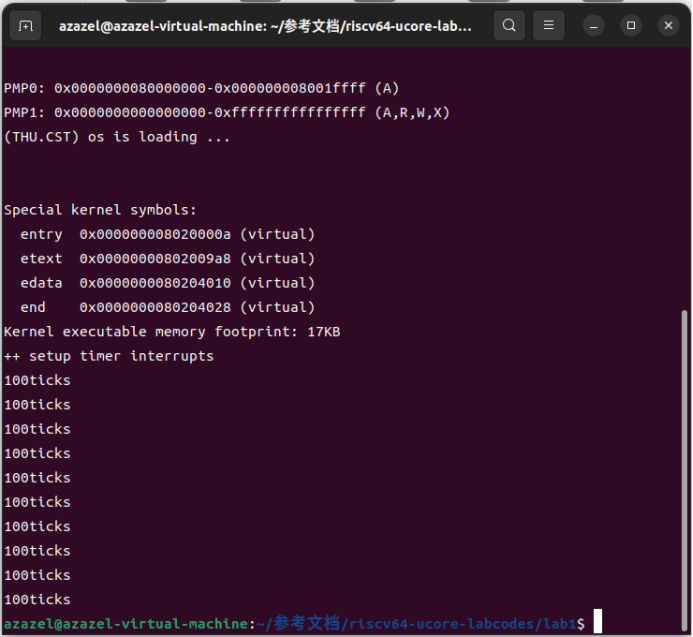 azazel@azazel-virtual-machine: ~/参考文档/riscv64-ucore-lab...
PMP0: 0x0000000080000000-0x000000008001ffff (A)
PMP1: 0x0000000000000000-0xffffffffffffffff (A,R,W,X)
(THU.CST) os is loading ...
Special kernel symbols:
  entry  0x000000008020000a (virtual)
  etext  0x00000000802009a8 (virtual)
  edata  0x0000000080204010 (virtual)
  end    0x0000000080204028 (virtual)
Kernel executable memory footprint: 17KB
++ setup timer interrupts
100ticks
100ticks
100ticks
100ticks
100ticks
100ticks
100ticks
100ticks
100ticks
100ticks
azazel@azazel-virtual-machine:~/参考文档/riscv64-ucore-labcodes/lab1$